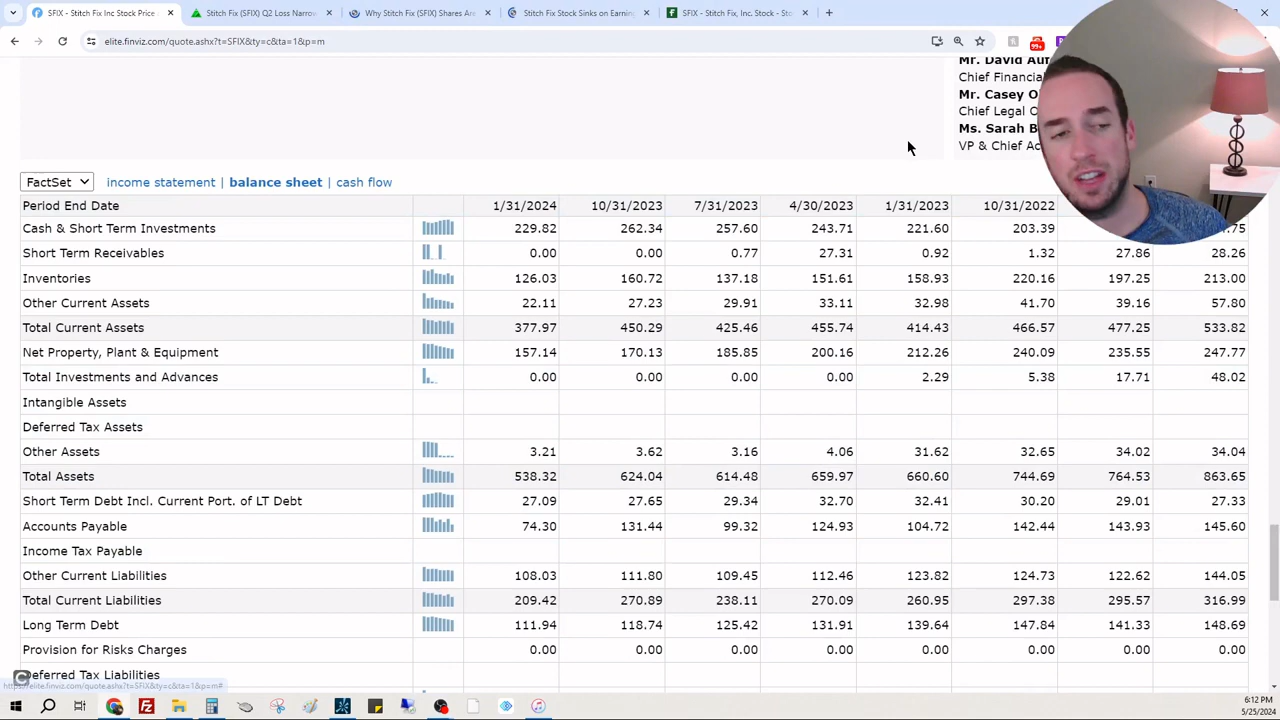 SFIX - Stitch Fix Inc Stock Price
Stitch Fix (SFIX) Q2 Loss Narrow
Why Stitch Fix (SFIX) Shares Are
Stitch Fix Stock Sinks on Earning
SFIX - Stitch Fix, Inc. Stock - Sto
elite.finviz.com/quote.ashx?t=SFIX&ty=c&ta=1&p=m
99+
Mr. David Auf
Chief Financia
Mr. Casey O
Chief Legal O
Ms. Sarah B
VP & Chief Ac
FactSet income statement | balance sheet | cash flow
Period End Date 1/31/2024 10/31/2023 7/31/2023 4/30/2023 1/31/2023 10/31/2022
Cash & Short Term Investments 229.82 262.34 257.60 243.71 221.60 203.39 .75
Short Term Receivables 0.00 0.00 0.77 27.31 0.92 1.32 27.86 28.26
Inventories 126.03 160.72 137.18 151.61 158.93 220.16 197.25 213.00
Other Current Assets 22.11 27.23 29.91 33.11 32.98 41.70 39.16 57.80
Total Current Assets 377.97 450.29 425.46 455.74 414.43 466.57 477.25 533.82
Net Property, Plant & Equipment 157.14 170.13 185.85 200.16 212.26 240.09 235.55 247.77
Total Investments and Advances 0.00 0.00 0.00 0.00 2.29 5.38 17.71 48.02
Intangible Assets
Deferred Tax Assets
Other Assets 3.21 3.62 3.16 4.06 31.62 32.65 34.02 34.04
Total Assets 538.32 624.04 614.48 659.97 660.60 744.69 764.53 863.65
Short Term Debt Incl. Current Port. of LT Debt 27.09 27.65 29.34 32.70 32.41 30.20 29.01 27.33
Accounts Payable 74.30 131.44 99.32 124.93 104.72 142.44 143.93 145.60
Income Tax Payable
Other Current Liabilities 108.03 111.80 109.45 112.46 123.82 124.73 122.62 144.05
Total Current Liabilities 209.42 270.89 238.11 270.09 260.95 297.38 295.57 316.99
Long Term Debt 111.94 118.74 125.42 131.91 139.64 147.84 141.33 148.69
Provision for Risks Charges 0.00 0.00 0.00 0.00 0.00 0.00 0.00 0.00
Deferred Tax Liabilities
https://elite.finviz.com/quote.ashx?t=SFIX&ty=c&ta=1&p=m#
6:12 PM
5/25/2024